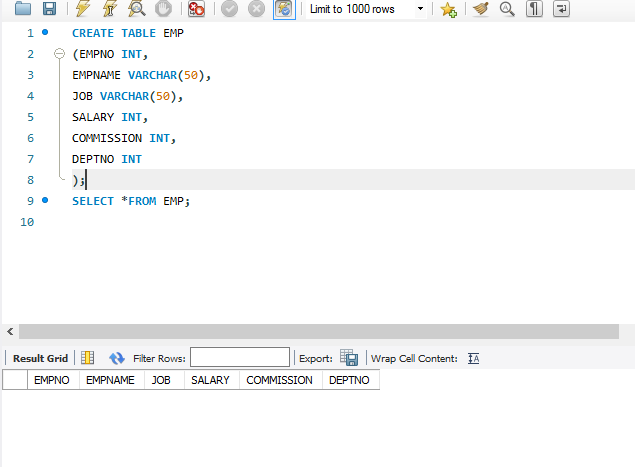 Limit to 1000 rows
1 CREATE TABLE EMP
2 (EMPNO INT,
3 EMPNAME VARCHAR(50),
4 JOB VARCHAR(50),
5 SALARY INT,
6 COMMISSION INT,
7 DEPTNO INT
8 );
9 SELECT *FROM EMP;
10
Result Grid Filter Rows: Export: Wrap Cell Content:
EMPNO EMPNAME JOB SALARY COMMISSION DEPTNO